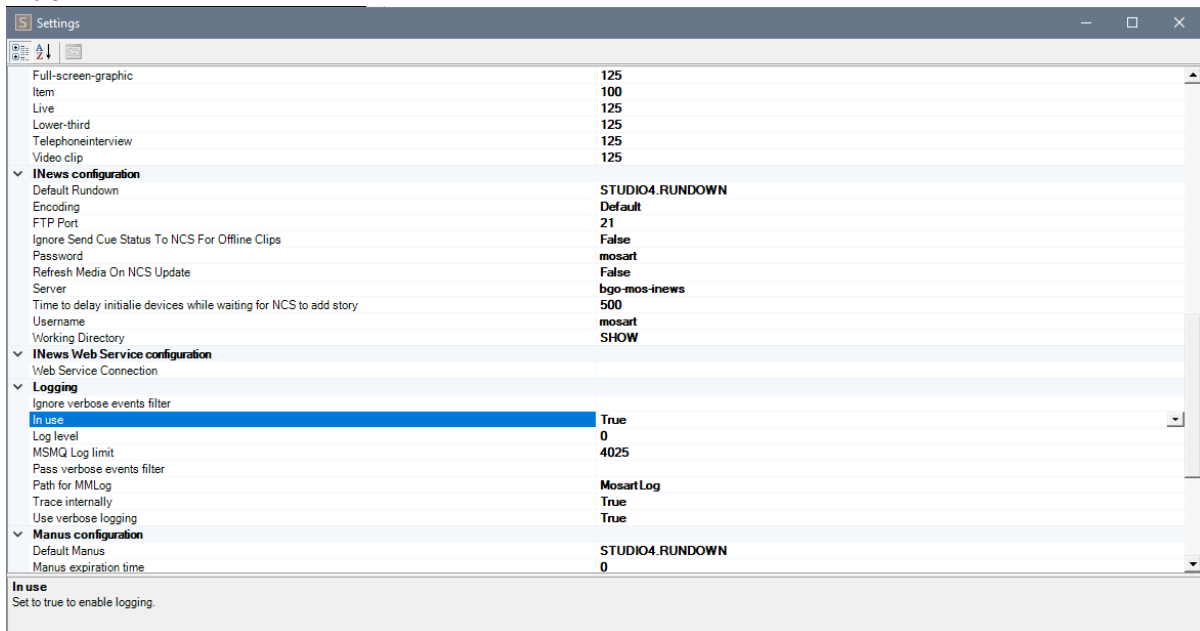 S Settings
Full-screen-graphic 125
Item 100
Live 125
Lower-third 125
Telephoneinterview 125
Video clip 125
INews configuration
Default Rundown STUDIO4.RUNDOWN
Encoding Default
FTP Port 21
Ignore Send Cue Status To NCS For Offline Clips False
Password mosart
Refresh Media On NCS Update False
Server bgo-mos-inews
Time to delay initialie devices while waiting for NCS to add story 500
Username mosart
Working Directory SHOW
INews Web Service configuration
Web Service Connection
Logging
Ignore verbose events filter
In use True
Log level 0
MSMQ Log limit 4025
Pass verbose events filter
Path for MMLog MosartLog
Trace internally True
Use verbose logging True
Manus configuration
Default Manus STUDIO4.RUNDOWN
Manus expiration time 0
In use
Set to true to enable logging.